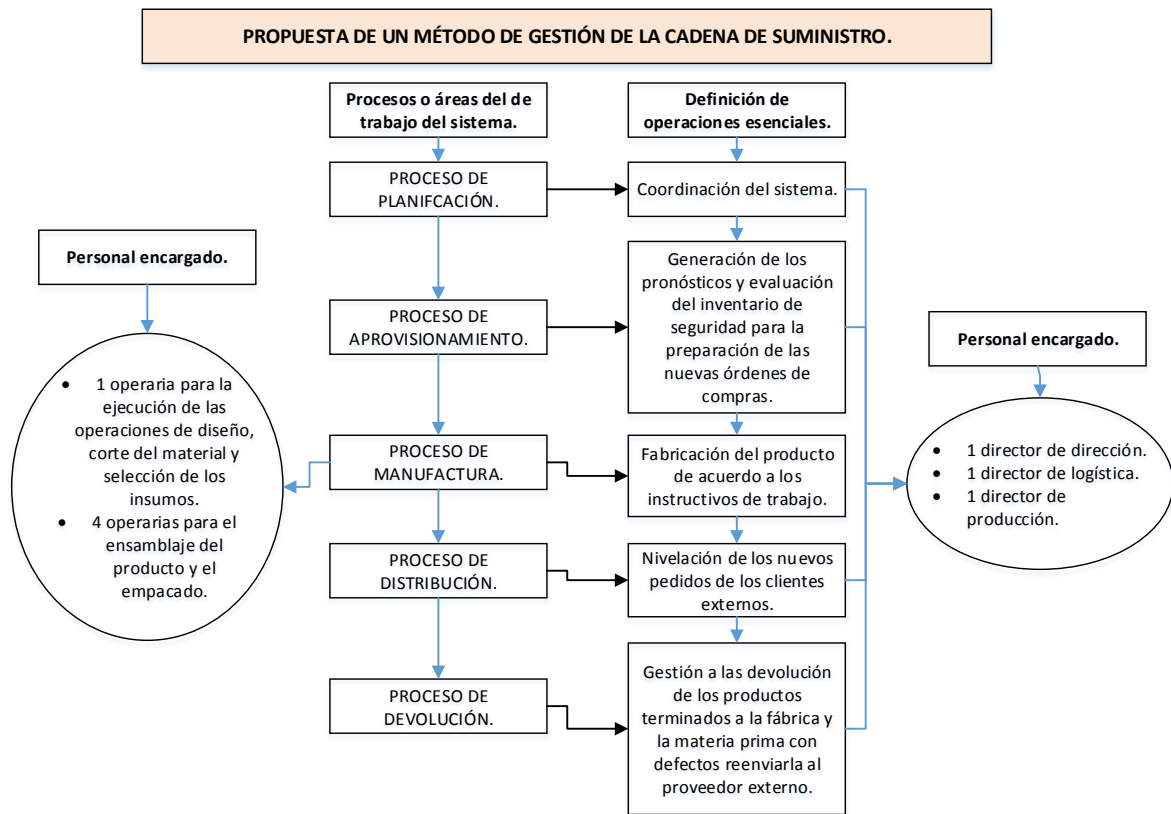 PROPUESTA DE UN MÉTODO DE GESTIÓN DE LA CADENA DE SUMINISTRO.
Procesos o áreas del de
trabajo del sistema.
Definición de
operaciones esenciales.
PROCESO DE
PLANIFCACIÓN.
Coordinación del sistema.
Personal encargado.
• 1 operaria para la
ejecución de las
operaciones de diseño,
corte del material y
selección de los
insumos.
• 4 operarias para el
ensamblaje del
producto y el
empacado.
PROCESO DE
APROVISIONAMIENTO.
Generación de los
pronósticos y evaluación
del inventario de
seguridad para la
preparación de las
nuevas órdenes de
compras.
Personal encargado.
• 1 director de dirección.
• 1 director de logística.
• 1 director de
producción.
PROCESO DE
MANUFACTURA.
Fabricación del producto
de acuerdo a los
instructivos de trabajo.
PROCESO DE
DISTRIBUCIÓN.
Nivelación de los nuevos
pedidos de los clientes
externos.
PROCESO DE
DEVOLUCIÓN.
Gestión a las devolución
de los productos
terminados a la fábrica y
la materia prima con
defectos reenviarla al
proveedor externo.